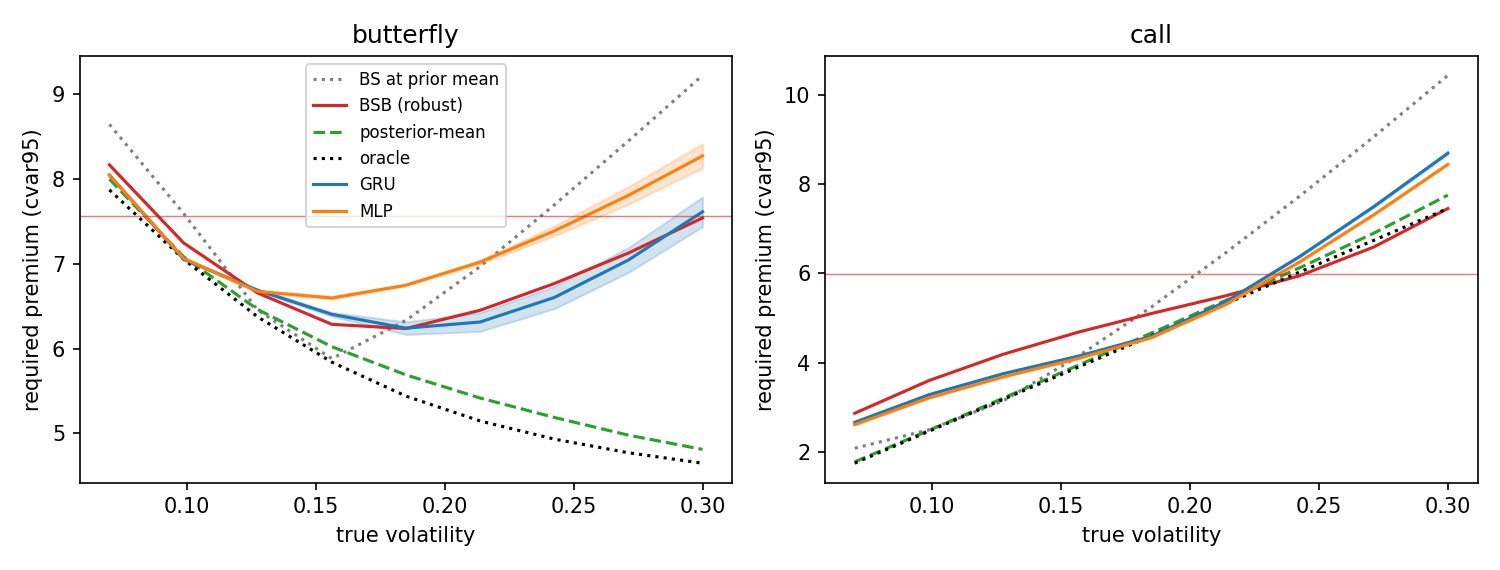 butterfly
required premium (cvar95)
9
8
7
6
5
BS at prior mean
BSB (robust)
posterior-mean
oracle
GRU
MLP
0.10
0.15
0.20
0.25
0.30
true volatility
call
required premium (cvar95)
10
8
6
4
2
0.10
0.15
0.20
0.25
0.30
true volatility